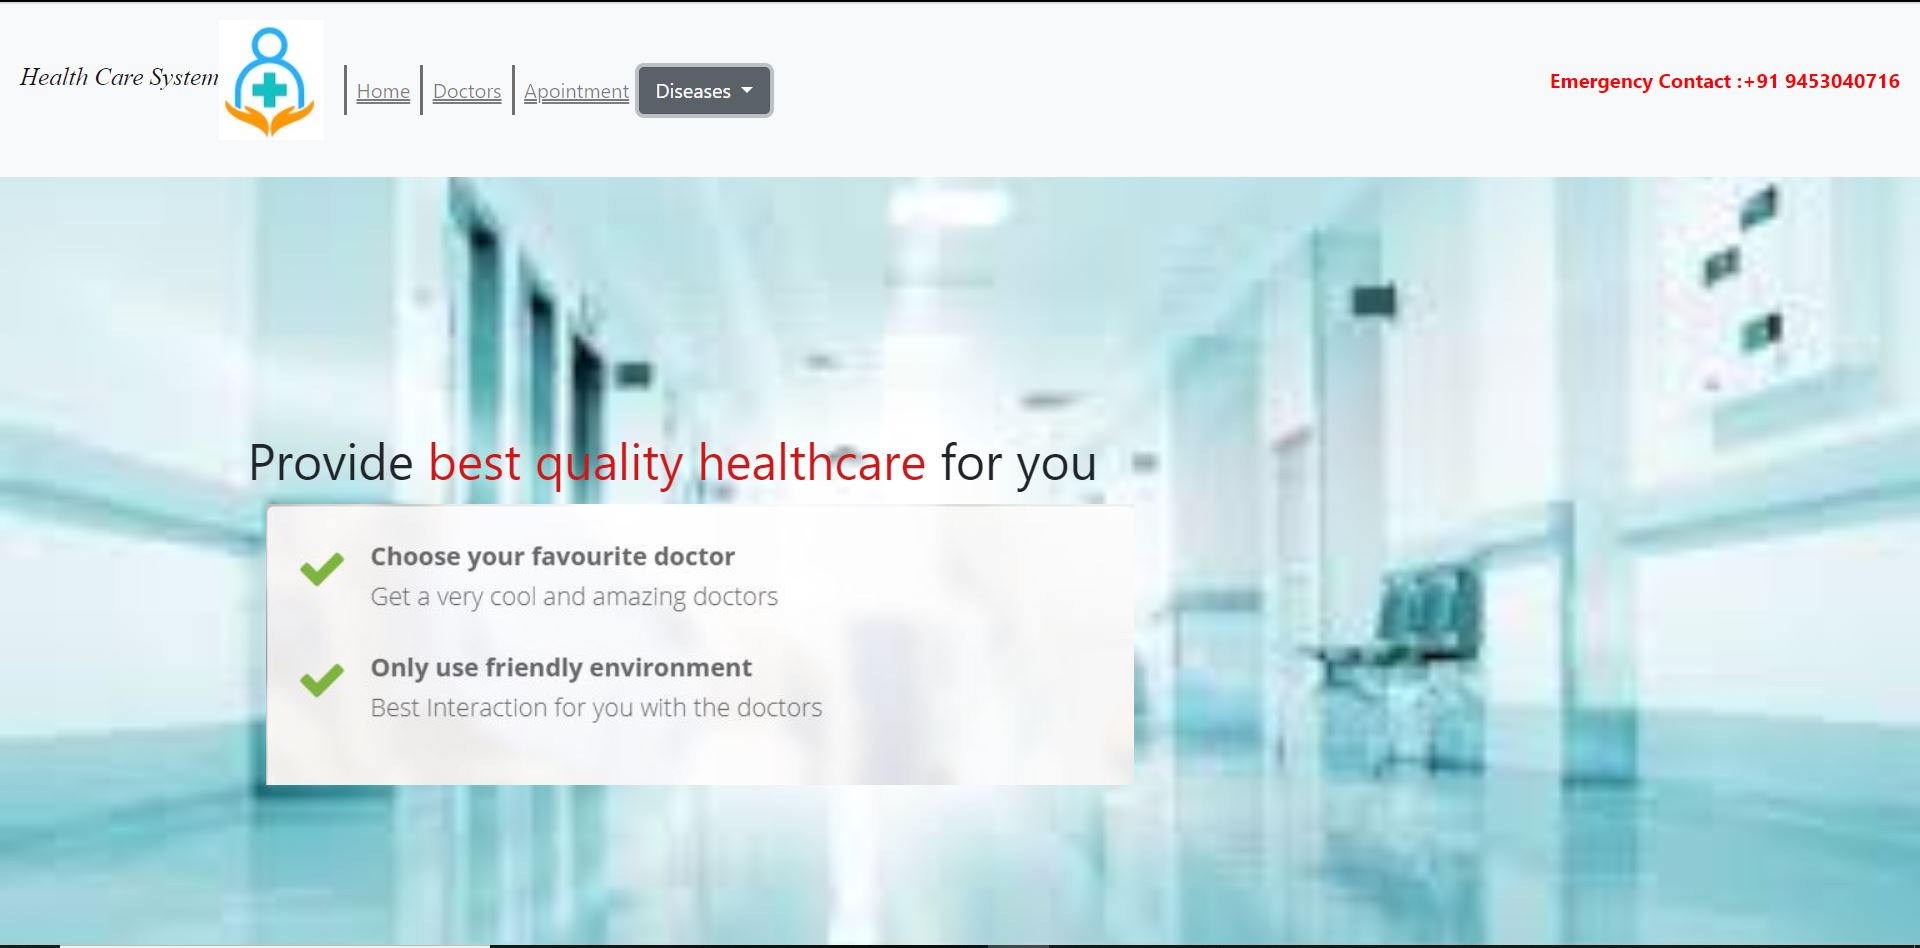 Health Care System
Home
Doctors
Apointment
Diseases
Emergency Contact :+91 9453040716
Provide best quality healthcare for you
Choose your favourite doctor
Get a very cool and amazing doctors
Only use friendly environment
Best Interaction for you with the doctors